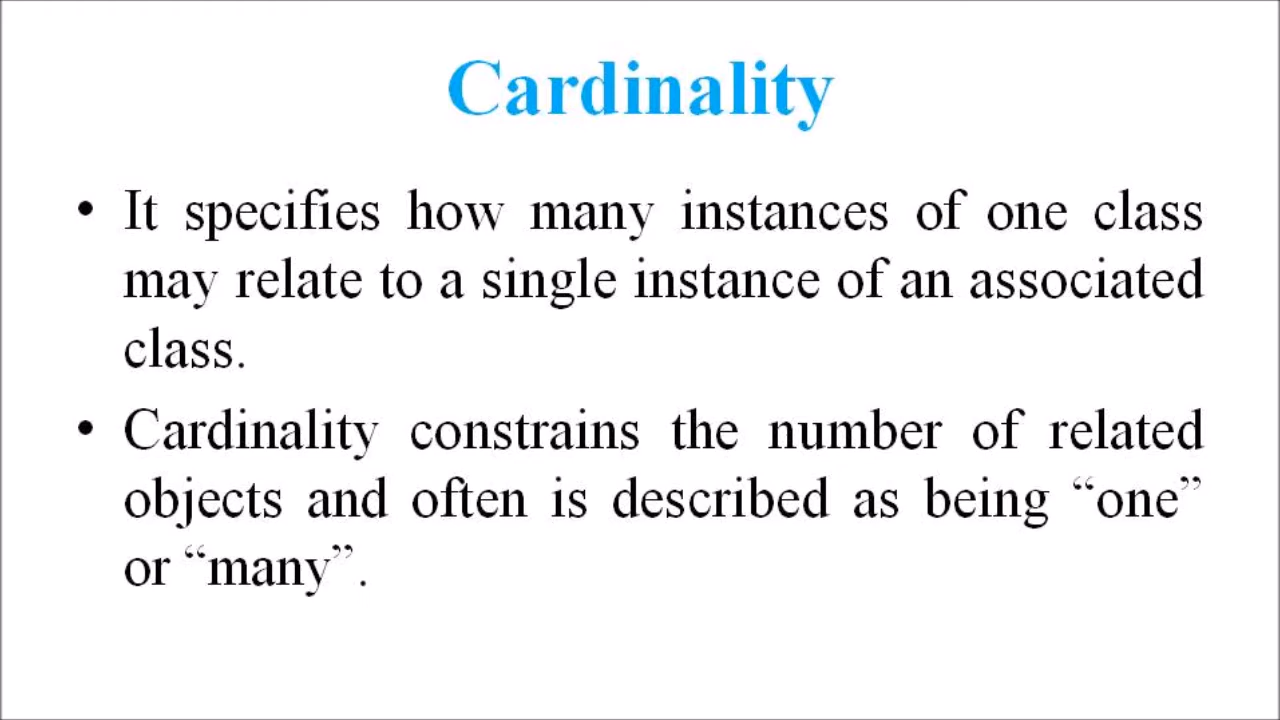 Cardinality
• It specifies how many instances of one class
may relate to a single instance of an associated
class.
• Cardinality constrains the number of related
objects and often is described as being “one”
or “many”.